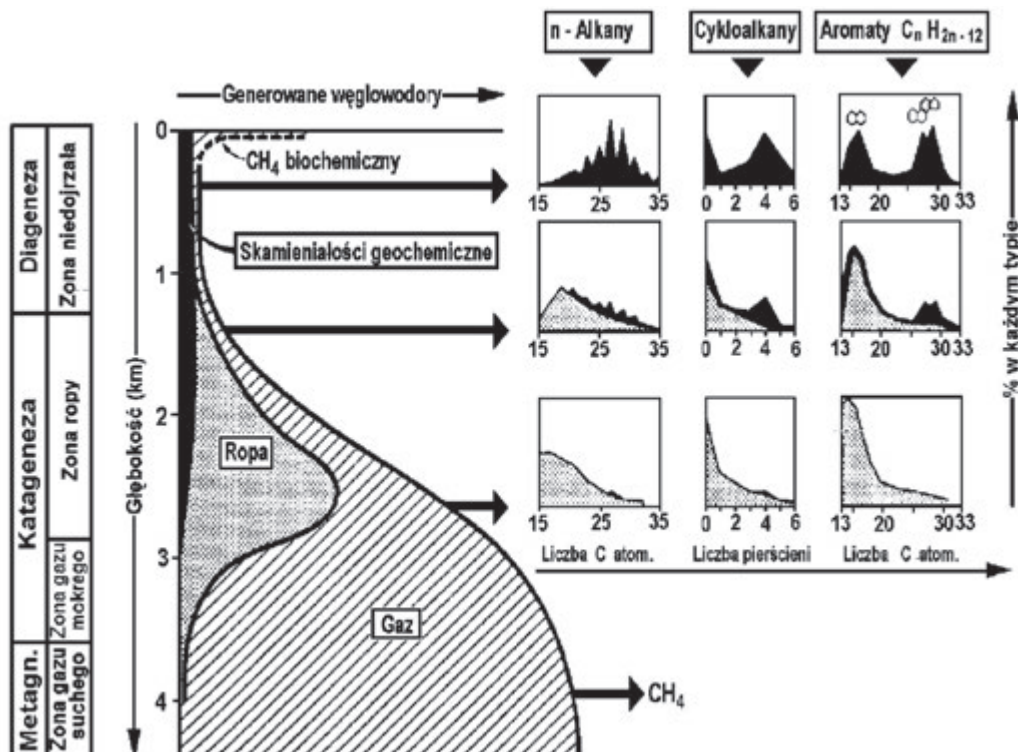 n - Alkany
Cykloalkany
Aromaty CnH2n-12
Generowane węglowodory
0
CH4 biochemiczny
Skamieniałości geochemiczne
1
2
3
4
Głębokość (km)
Ropa
Gaz
CH4
Diageneza
Zona niedojrzała
Katageneza
Zona ropy
Zona gazu
mokrego
Metagn.
Zona gazu
suchego
15 25 35
0 2 4 6
13 20 30 33
15 25 35
0 2 4 6
13 20 30 33
15 25 35
0 2 4 6
13 20 30 33
Liczba C atom.
Liczba pierścieni
Liczba C atom.
% w każdym typie